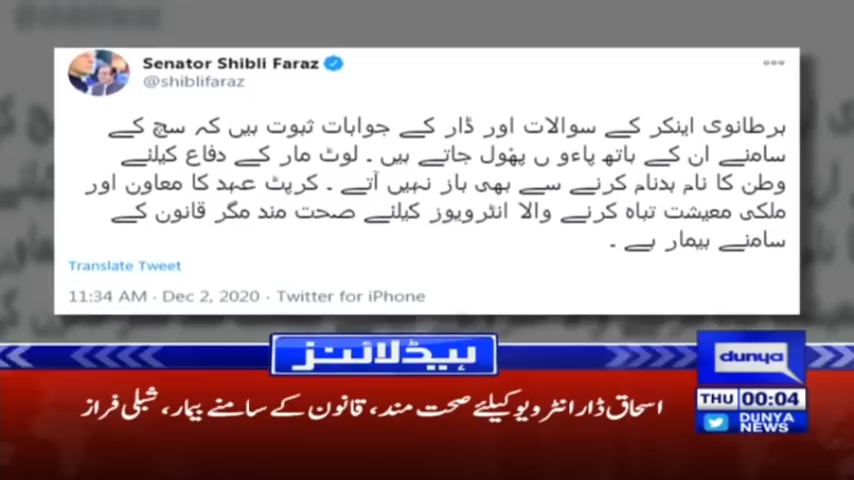 Senator Shibli Faraz
@shiblifaraz
برطانوی اینکر کے سوالات اور ڈار کے جوابات ثبوت ہیں کہ سچ کے
سامنے ان کے ہاتھ پاءو ں پھْول جاتے ہیں ۔ لوٹ مار کے دفاع کیلئے
وطن کا نام بدنام کرنے سے بھی باز نہیں آتے ۔ کرپٹ عہد کا معاون اور
ملکی معیشت تباہ کرنے والا انٹرویوز کیلئے صحت مند مگر قانون کے
سامنے بیمار ہے ۔
Translate Tweet
11:34 AM · Dec 2, 2020 · Twitter for iPhone
ہیڈلائنز
dunya
اسحاق ڈار انٹرویو کیلئے صحت مند، قانون کے سامنے بیمار، شبلی فراز
THU 00:04
DUNYA
NEWS